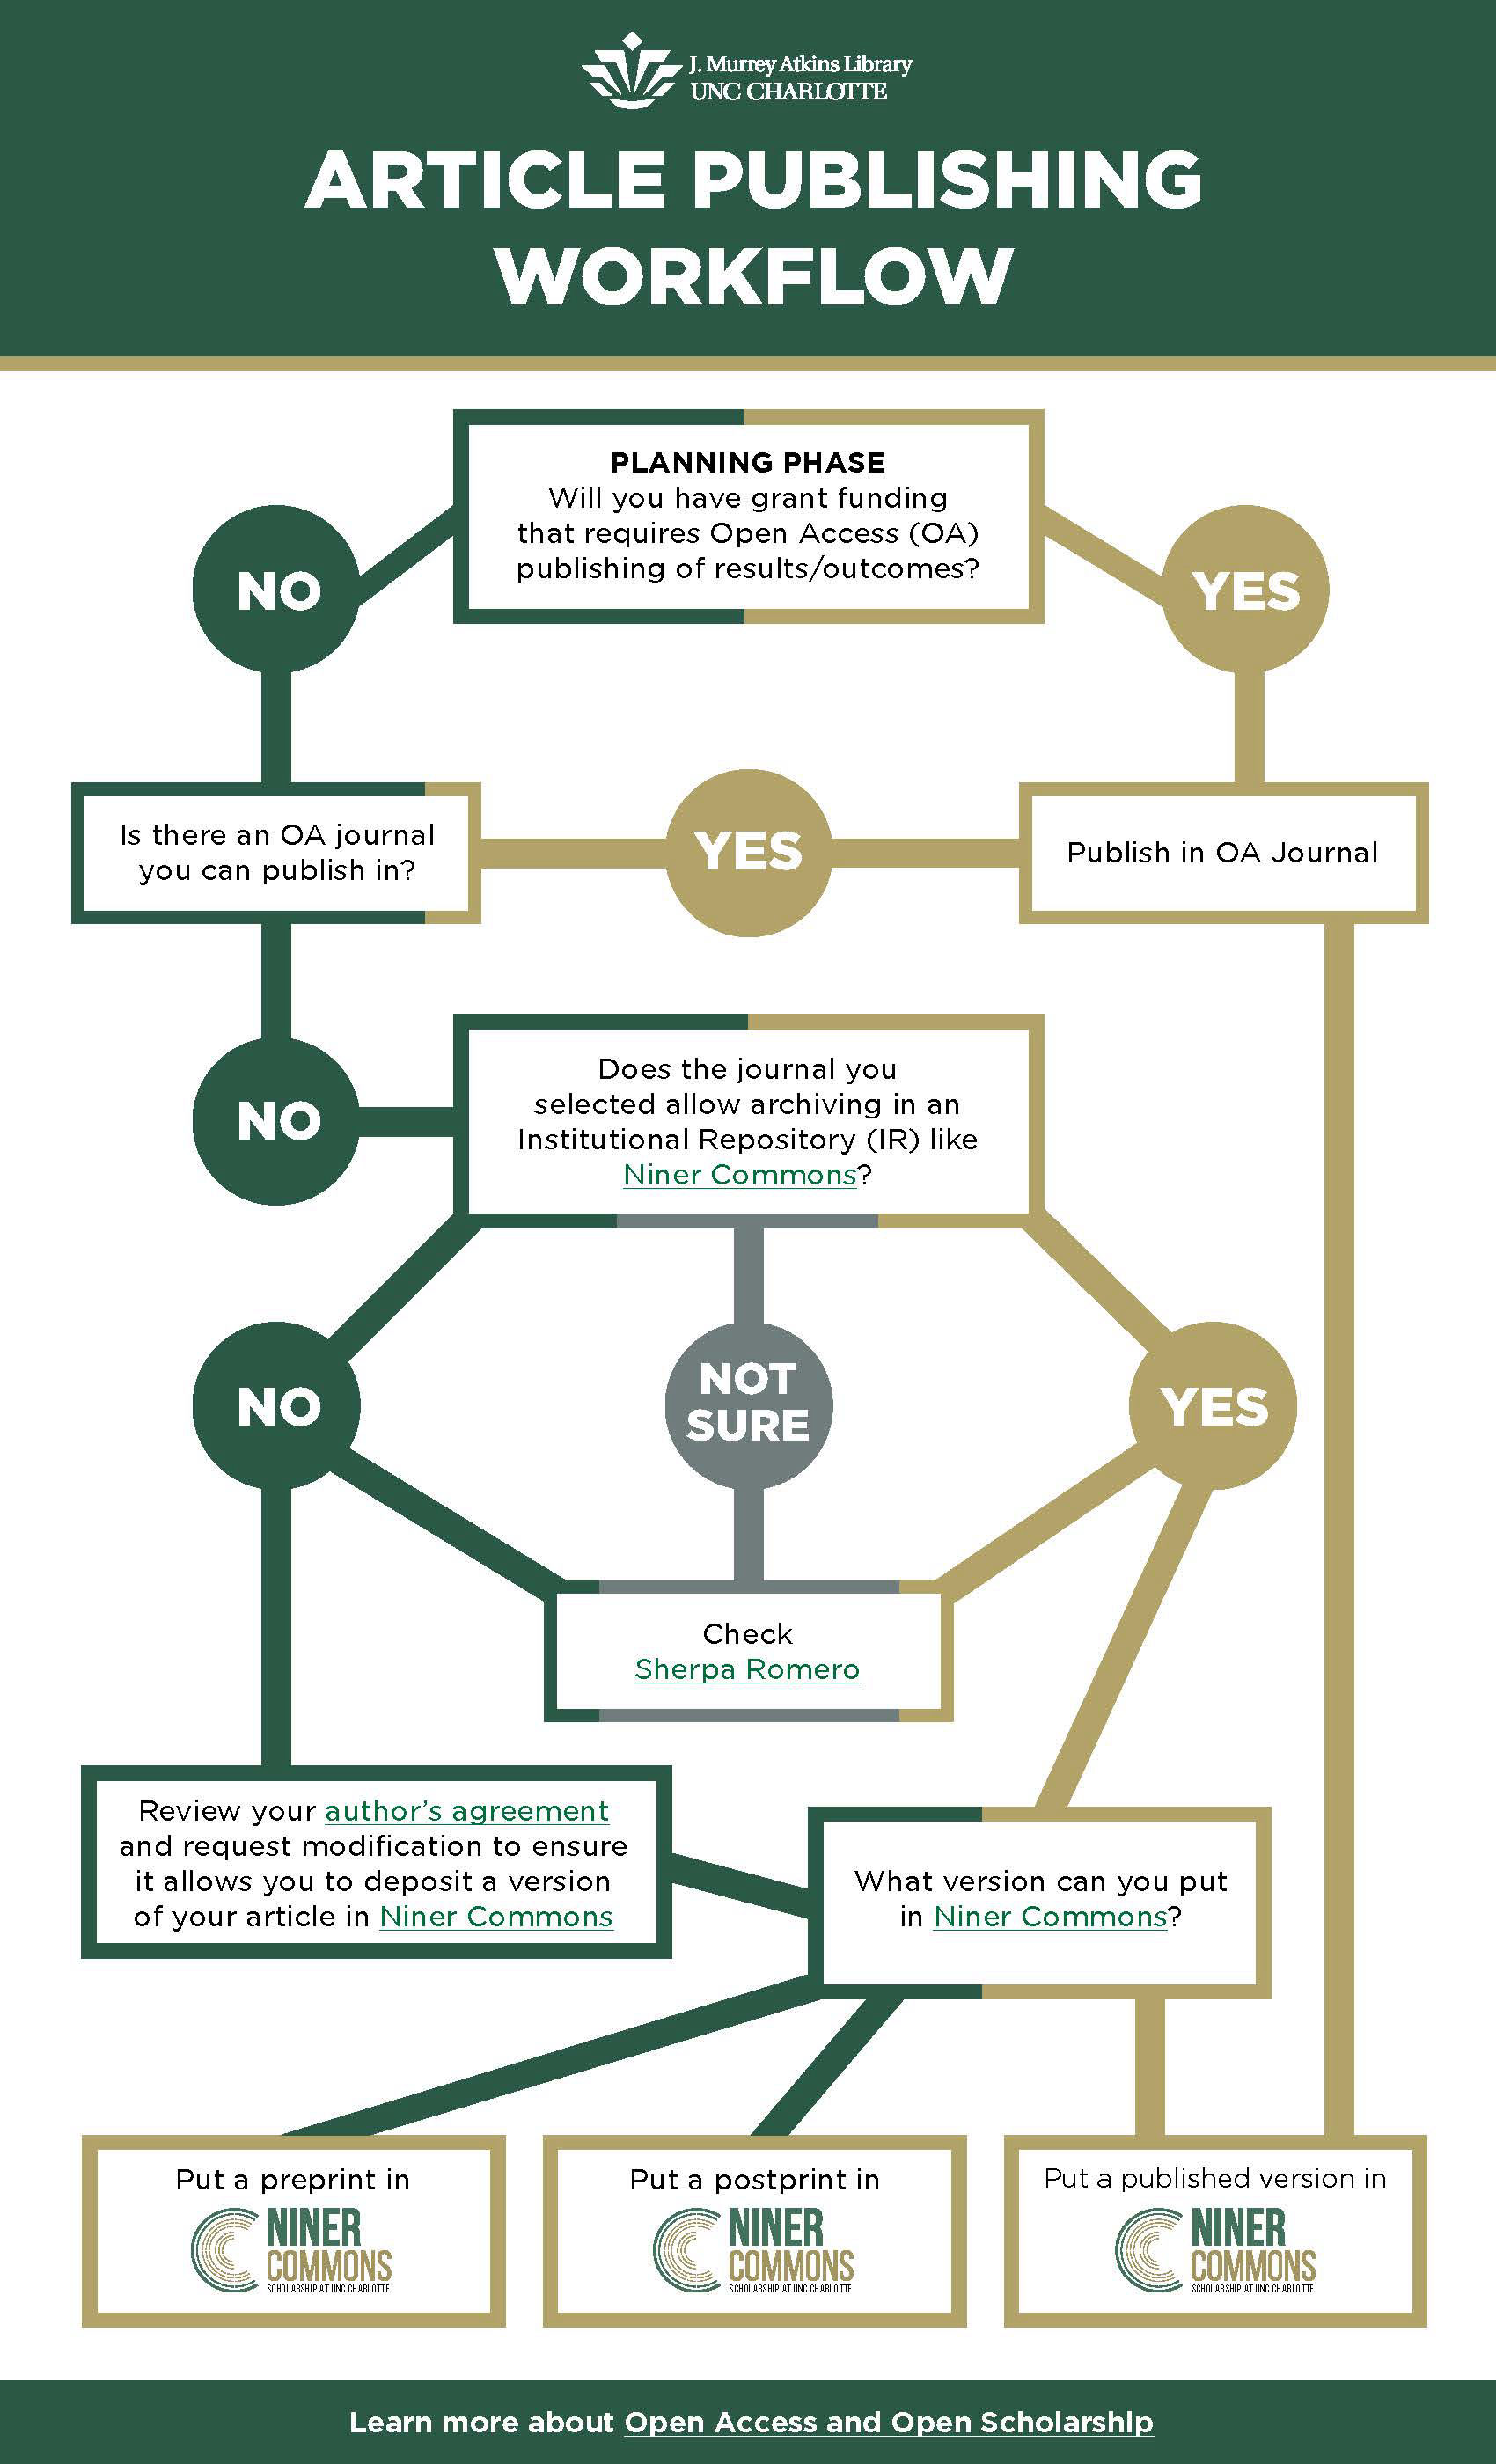 J. Murrey Atkins Library
UNC CHARLOTTE
ARTICLE PUBLISHING
WORKFLOW
PLANNING PHASE
Will you have grant funding
that requires Open Access (OA)
publishing of results/outcomes?
NO
YES
Is there an OA journal
you can publish in?
YES
Publish in OA Journal
NO
Does the journal you
selected allow archiving in an
Institutional Repository (IR) like
Niner Commons?
NO
NOT
SURE
YES
Check
Sherpa Romero
Review your author's agreement
and request modification to ensure
it allows you to deposit a version
of your article in Niner Commons
What version can you put
in Niner Commons?
Put a preprint in
NINER
COMMONS
SCHOLARSHIP AT UNC CHARLOTTE
Put a postprint in
NINER
COMMONS
SCHOLARSHIP AT UNC CHARLOTTE
Put a published version in
NINER
COMMONS
SCHOLARSHIP AT UNC CHARLOTTE
Learn more about Open Access and Open Scholarship